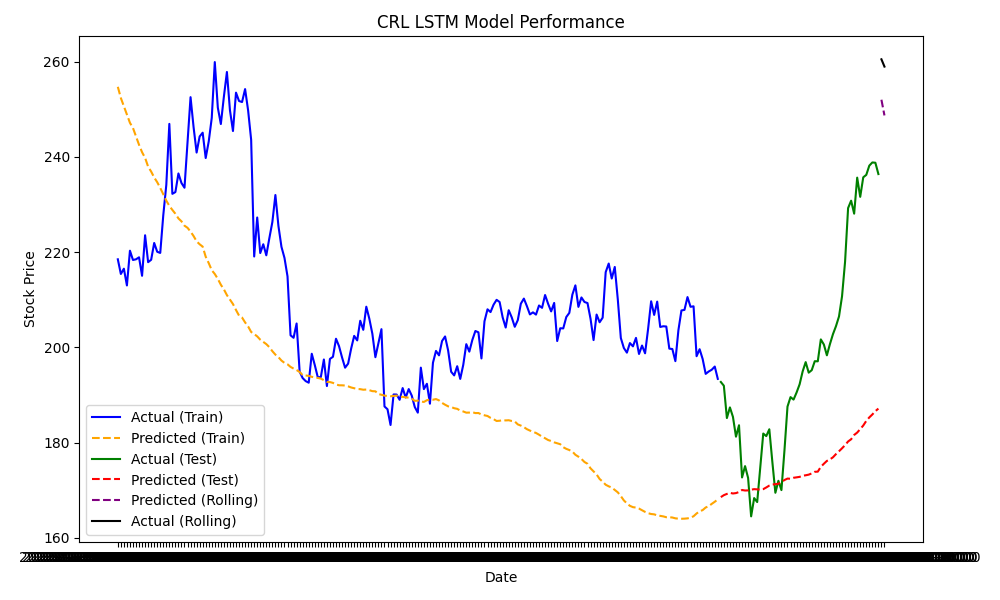 CRL LSTM Model Performance
Stock Price
260
240
220
200
180
160
Actual (Train)
Predicted (Train)
Actual (Test)
Predicted (Test)
Predicted (Rolling)
Actual (Rolling)
Date